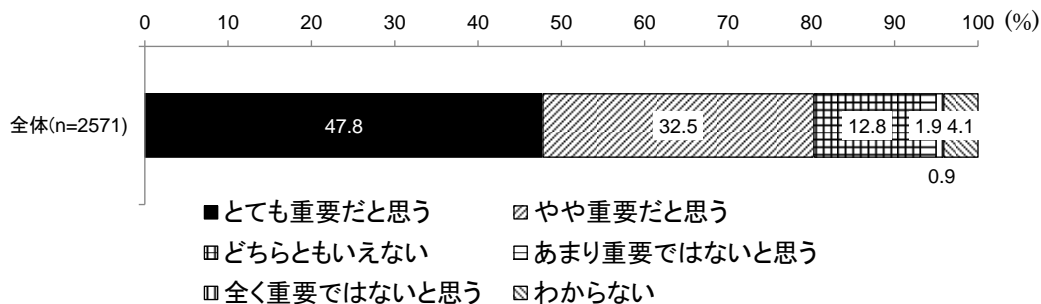 0 10 20 30 40 50 60 70 80 90 100 (%)
全体(n=2571) 47.8 32.5 12.8 1.9 4.1
0.9
とても重要だと思う やや重要だと思う
どちらともいえない あまり重要ではないと思う
全く重要ではないと思う わからない